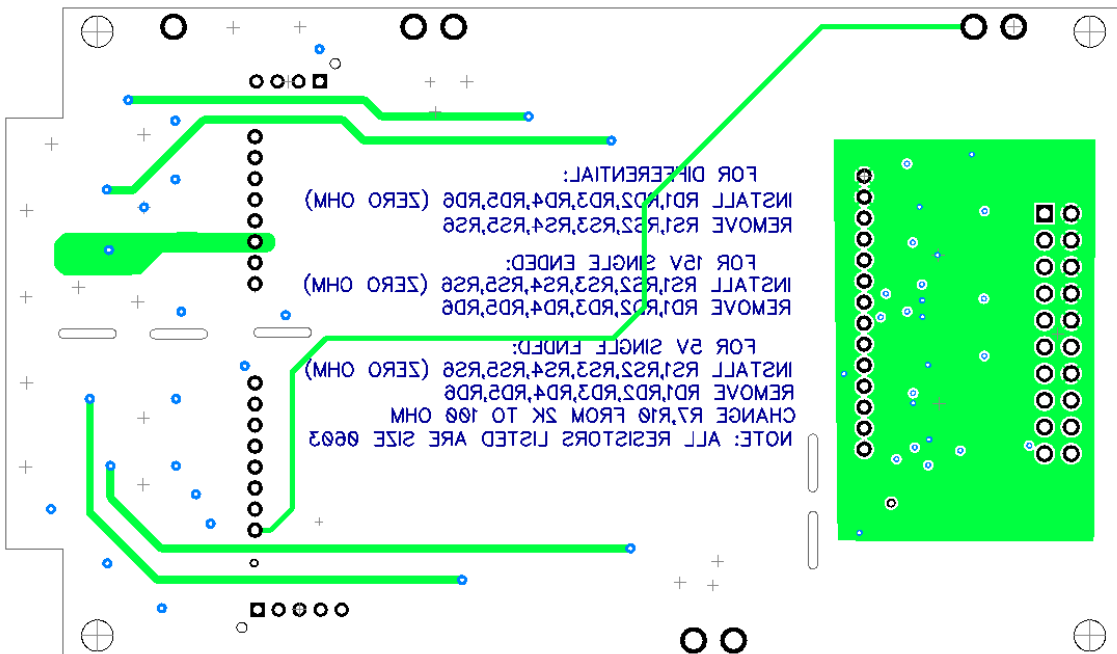 FOR DIFFERENTIAL:
INSTALL RD1,RD2,RD3,RD4,RD5,RD6 (ZERO OHM)
REMOVE RS1,RS2,RS3,RS4,RS5,RS6
FOR 15V SINGLE ENDED:
INSTALL RS1,RS2,RS3,RS4,RS5,RS6 (ZERO OHM)
REMOVE RD1,RD2,RD3,RD4,RD5,RD6
FOR 5V SINGLE ENDED:
INSTALL RS1,RS2,RS3,RS4,RS5,RS6 (ZERO OHM)
REMOVE RD1,RD2,RD3,RD4,RD5,RD6
CHANGE R7,R10 FROM 2K TO 100 OHM
NOTE: ALL RESISTORS LISTED ARE SIZE 0603